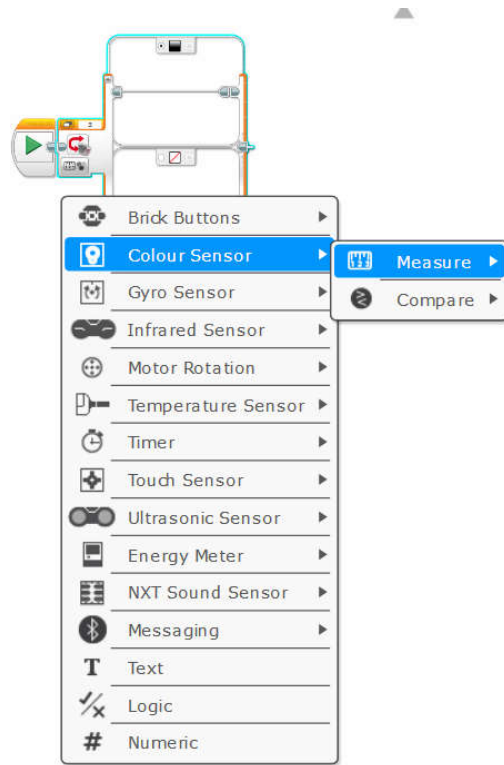 Brick Buttons
Colour Sensor
Measure
Gyro Sensor
Compare
Infrared Sensor
Motor Rotation
Temperature Sensor
Timer
Touch Sensor
Ultrasonic Sensor
Energy Meter
NXT Sound Sensor
Messaging
T Text
Logic
# Numeric